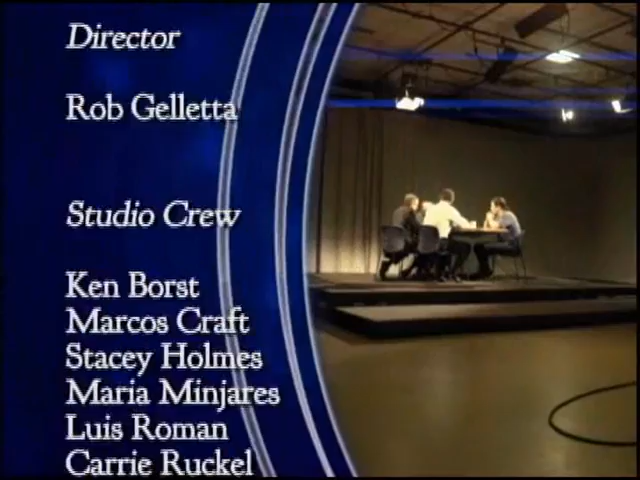 Director
Rob Gelletta
Studio Crew
Ken Borst
Marcos Craft
Stacey Holmes
Maria Minjares
Luis Roman
Carrie Ruckel